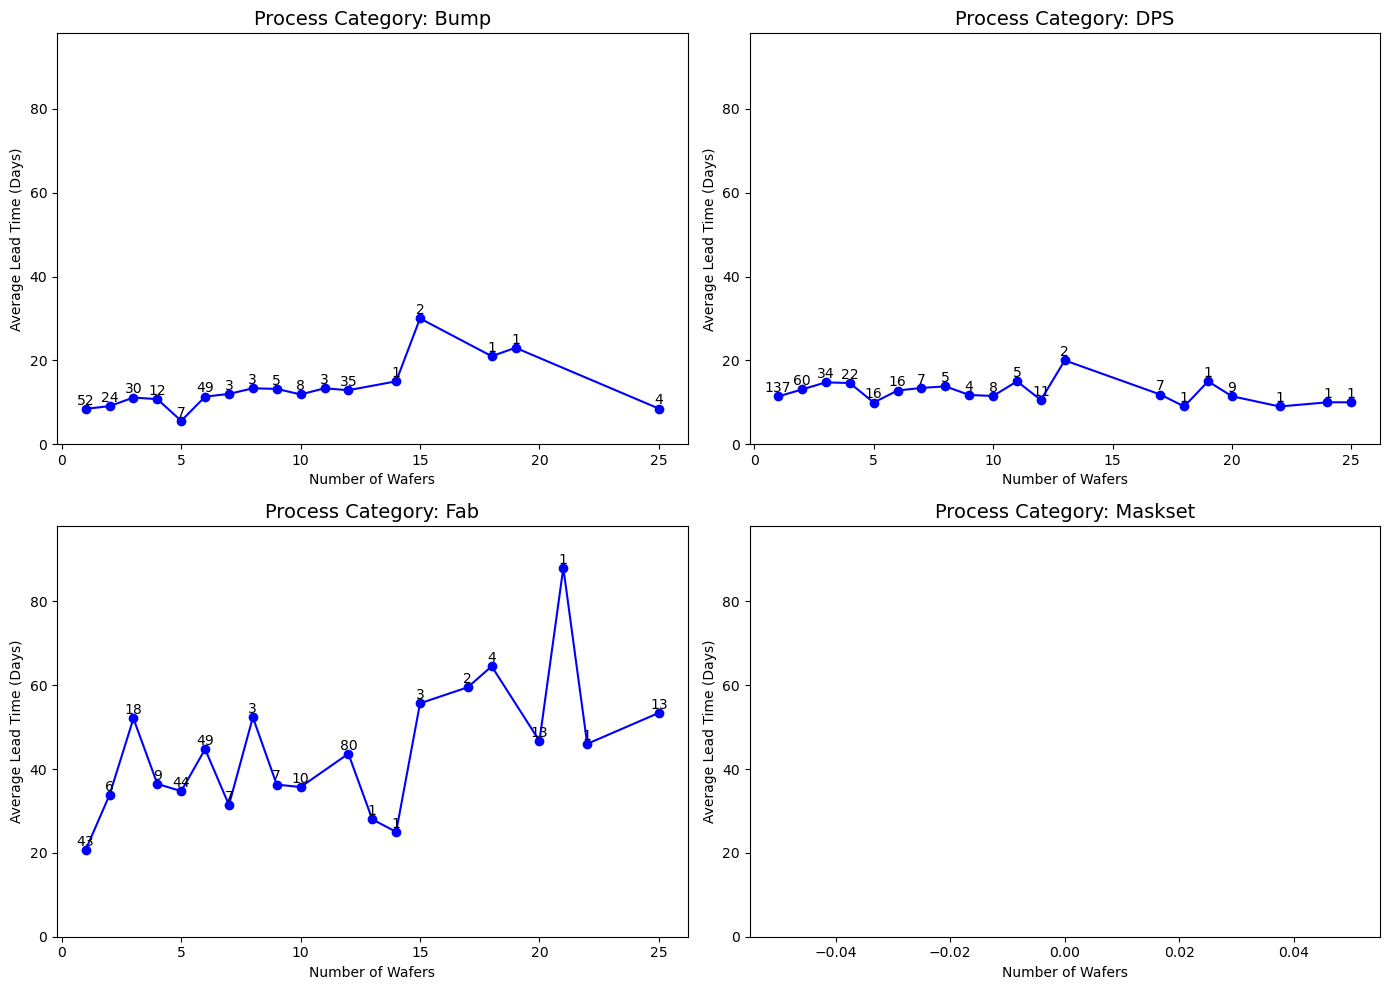 Process Category: Bump
Average Lead Time (Days)
80
60
40
20
0
52 24 30 12 7 49 3 3 5 8 3 35 1 2 1 1 4
0 5 10 15 20 25
Number of Wafers
Process Category: DPS
Average Lead Time (Days)
80
60
40
20
0
137 60 34 22 16 16 7 5 4 8 5 11 2 7 1 1 9 1 1 1
0 5 10 15 20 25
Number of Wafers
Process Category: Fab
Average Lead Time (Days)
80
60
40
20
0
43 6 18 9 44 49 7 3 7 10 80 1 1 3 2 4 13 1 1 13
0 5 10 15 20 25
Number of Wafers
Process Category: Maskset
Average Lead Time (Days)
80
60
40
20
0
−0.04 −0.02 0.00 0.02 0.04
Number of Wafers